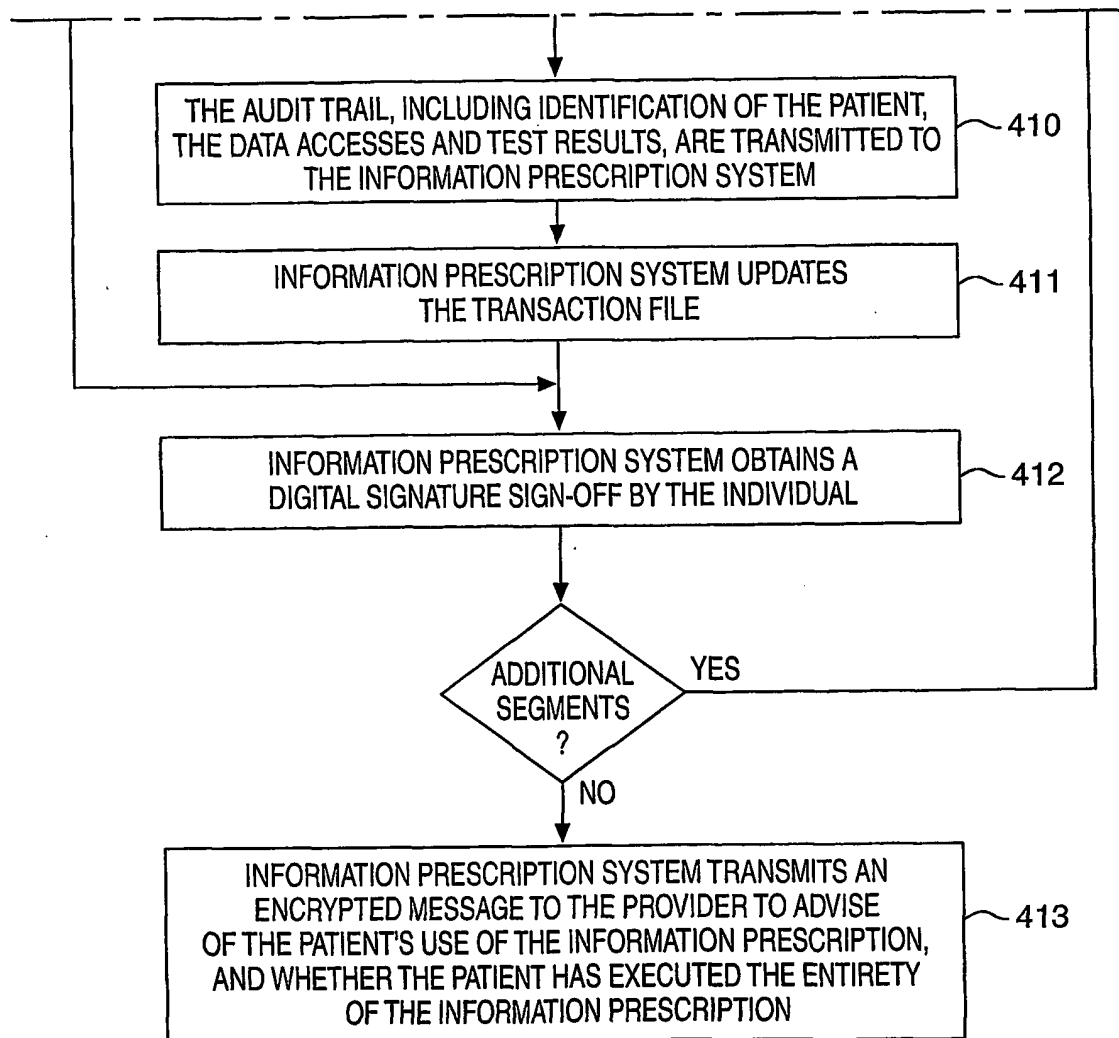 THE AUDIT TRAIL, INCLUDING IDENTIFICATION OF THE PATIENT,
THE DATA ACCESSES AND TEST RESULTS, ARE TRANSMITTED TO
THE INFORMATION PRESCRIPTION SYSTEM
410
INFORMATION PRESCRIPTION SYSTEM UPDATES
THE TRANSACTION FILE
411
INFORMATION PRESCRIPTION SYSTEM OBTAINS A
DIGITAL SIGNATURE SIGN-OFF BY THE INDIVIDUAL
412
ADDITIONAL
SEGMENTS
?
YES
NO
INFORMATION PRESCRIPTION SYSTEM TRANSMITS AN
ENCRYPTED MESSAGE TO THE PROVIDER TO ADVISE
OF THE PATIENT'S USE OF THE INFORMATION PRESCRIPTION,
AND WHETHER THE PATIENT HAS EXECUTED THE ENTIRETY
OF THE INFORMATION PRESCRIPTION
413